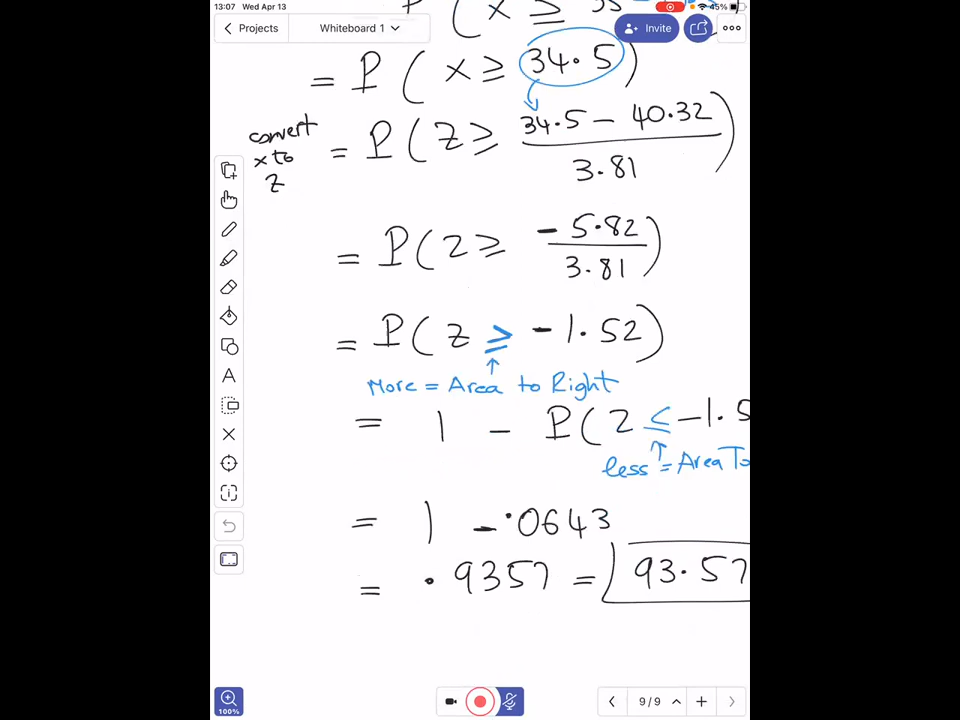 13:07 Wed Apr 13
45%
Projects Whiteboard 1 Invite
= P ( x ≥ 34.5 )
convert x to z
= P ( Z ≥ 34.5 – 40.32 / 3.81 )
= P ( Z ≥ – 5.82 / 3.81 )
= P ( Z ≥ – 1.52 )
More = Area to Right
= 1 – P ( Z ≤ – 1.5
less = Area To
= 1 – .0643
= .9357 = 93.57
100%
9/9